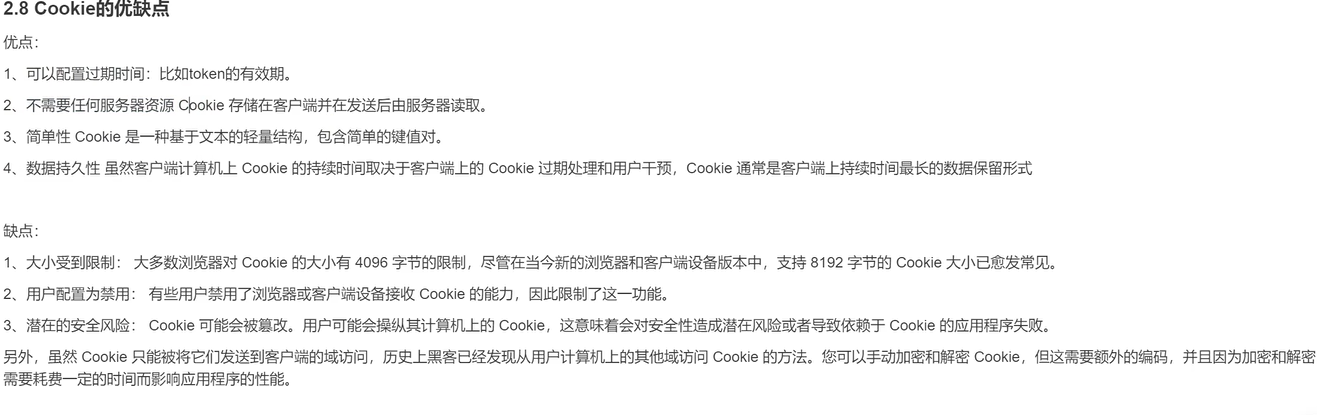 2.8 Cookie的优缺点
优点：
1、可以配置过期时间：比如token的有效期。
2、不需要任何服务器资源 Cookie 存储在客户端并在发送后由服务器读取。
3、简单性 Cookie 是一种基于文本的轻量结构，包含简单的键值对。
4、数据持久性 虽然客户端计算机上 Cookie 的持续时间取决于客户端上的 Cookie 过期处理和用户干预，Cookie 通常是客户端上持续时间最长的数据保留形式
缺点：
1、大小受到限制： 大多数浏览器对 Cookie 的大小有 4096 字节的限制，尽管在当今新的浏览器和客户端设备版本中，支持 8192 字节的 Cookie 大小已愈发常见。
2、用户配置为禁用： 有些用户禁用了浏览器或客户端设备接收 Cookie 的能力，因此限制了这一功能。
3、潜在的安全风险： Cookie 可能会被篡改。用户可能会操纵其计算机上的 Cookie，这意味着会对安全性造成潜在风险或者导致依赖于 Cookie 的应用程序失败。
另外，虽然 Cookie 只能被将它们发送到客户端的域访问，历史上黑客已经发现从用户计算机上的其他域访问 Cookie 的方法。您可以手动加密和解密 Cookie，但这需要额外的编码，并且因为加密和解密
需要耗费一定的时间而影响应用程序的性能。